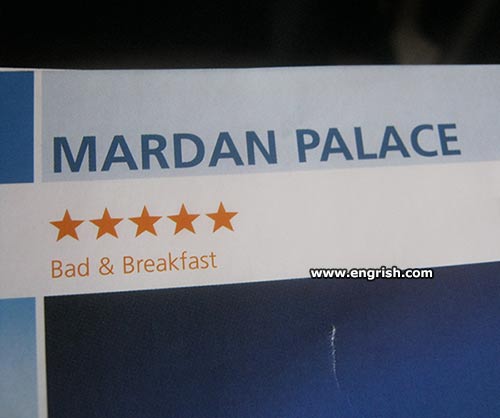 MARDAN PALACE
★★★★★
Bad & Breakfast
www.engrish.com